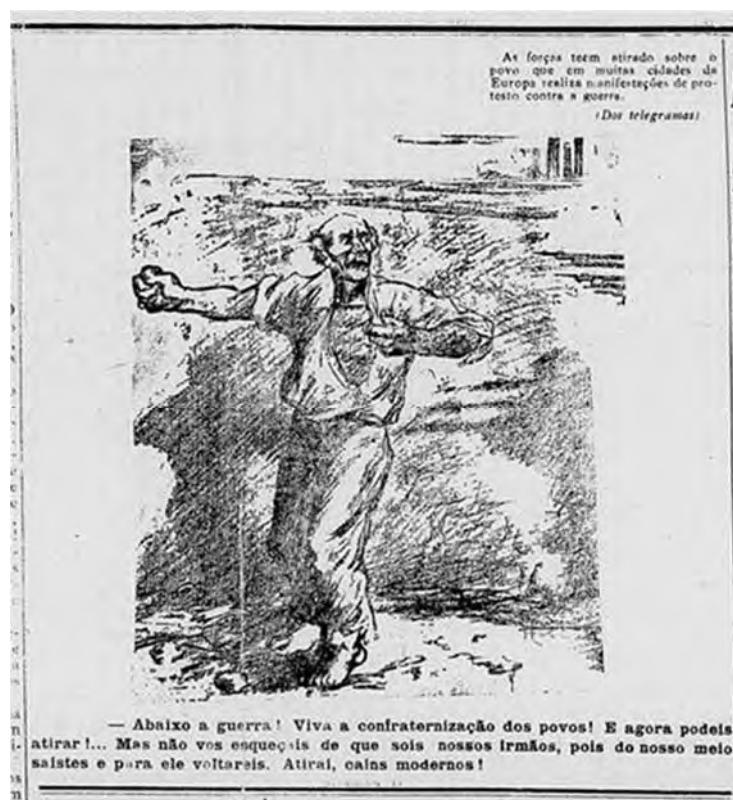 As forças teem atirado sobre o
povo que em muitas cidades da
Europa realiza manifestações de pro-
testo contra a guerra.
(Dos telegramas)
— Abaixo a guerra! Viva a confraternização dos povos! E agora podeis
atirar!... Mas não vos esqueçais de que sois nossos irmãos, pois do nosso meio
saistes e para ele voltareis. Atirai, cains modernos!